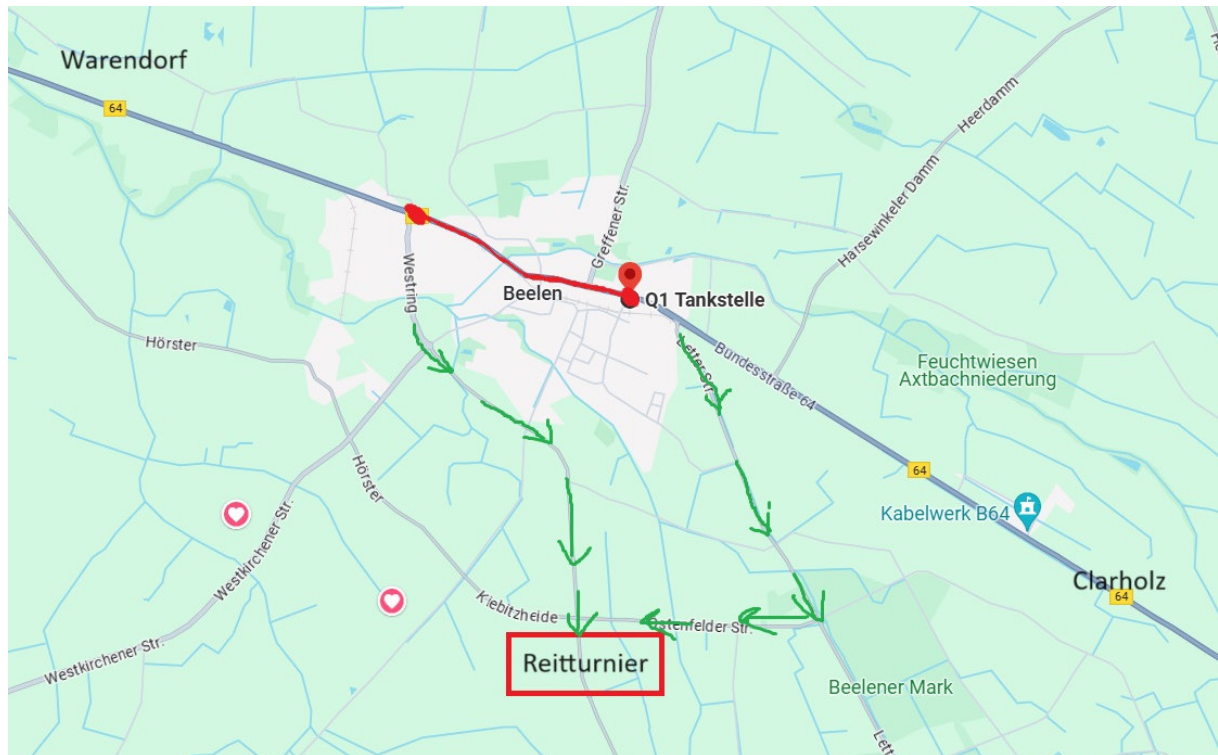 Warendorf
64
Heerdamm
Harsewinkeler Damm
Greffener Str.
Westring
Beelen
Q1 Tankstelle
Hörster
Letter Str.
Bundesstraße 64
Feuchtwiesen
Axtbachniederung
64
Hörster
Kabelwerk B64
Westkirchener Str.
Clarholz
64
Kiebitzheide
Ostenfelder Str.
Westkirchener Str.
Reitturnier
Beelener Mark